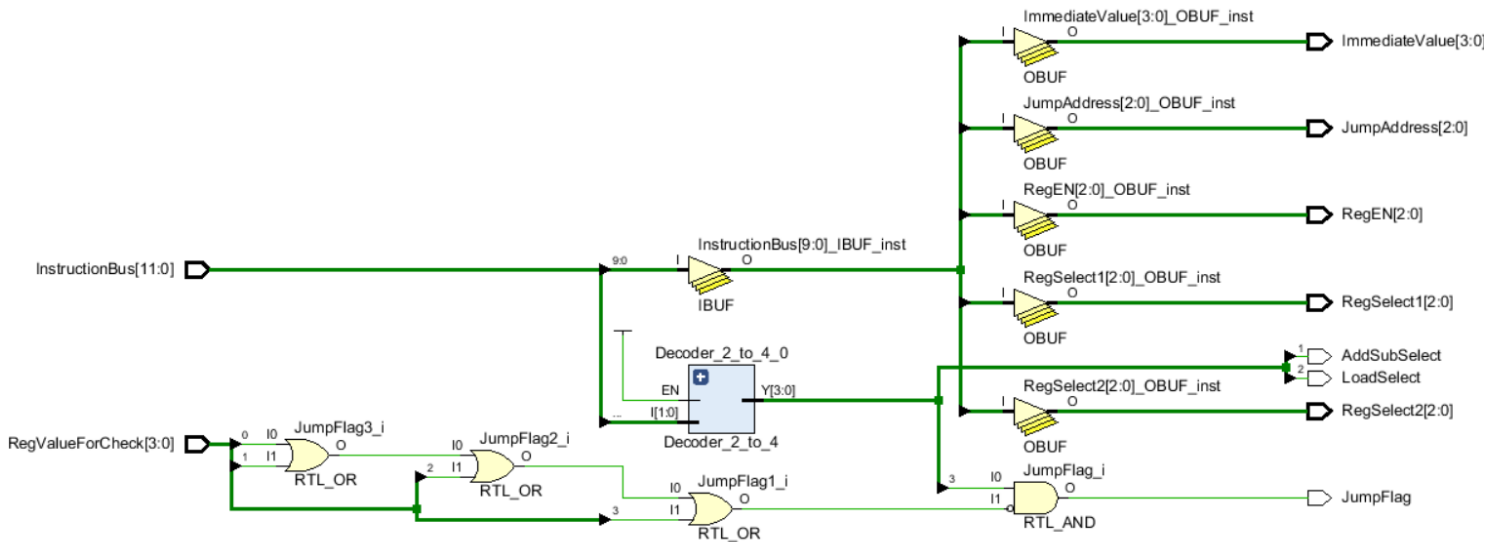 ImmediateValue[3:0]_OBUF_inst
I O ImmediateValue[3:0]
OBUF
JumpAddress[2:0]_OBUF_inst
I O JumpAddress[2:0]
OBUF
RegEN[2:0]_OBUF_inst
I O RegEN[2:0]
OBUF
InstructionBus[9:0]_IBUF_inst
InstructionBus[11:0] 9:0 I O
IBUF
RegSelect1[2:0]_OBUF_inst
I O RegSelect1[2:0]
OBUF
Decoder_2_to_4_0
EN
... I[1:0] Y[3:0]
Decoder_2_to_4
1 AddSubSelect
2 LoadSelect
RegSelect2[2:0]_OBUF_inst
I O RegSelect2[2:0]
OBUF
RegValueForCheck[3:0]
JumpFlag3_i
0 I0 O
1 I1
RTL_OR
JumpFlag2_i
I0 O
2 I1
RTL_OR
JumpFlag1_i
I0 O
3 I1
RTL_OR
JumpFlag_i
3 I0 O
I1
RTL_AND
JumpFlag